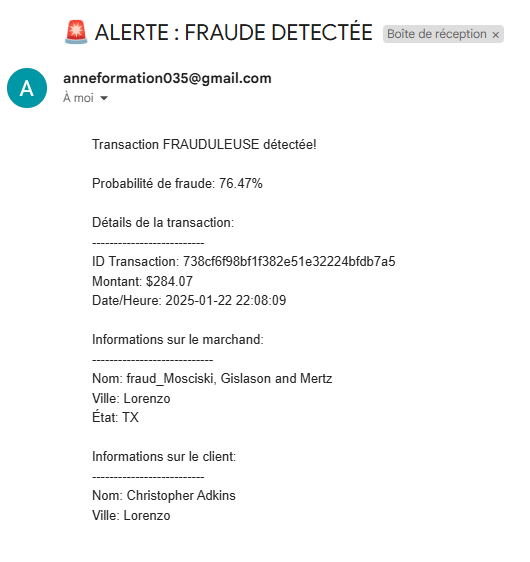 🚨 ALERTE : FRAUDE DETECTÉE Boîte de réception ×
A
anneformation035@gmail.com
À moi
Transaction FRAUDULEUSE détectée!
Probabilité de fraude: 76.47%
Détails de la transaction:
--------------------------
ID Transaction: 738cf6f98bf1f382e51e32224bfdb7a5
Montant: $284.07
Date/Heure: 2025-01-22 22:08:09
Informations sur le marchand:
----------------------------
Nom: fraud_Mosciski, Gislason and Mertz
Ville: Lorenzo
État: TX
Informations sur le client:
--------------------------
Nom: Christopher Adkins
Ville: Lorenzo